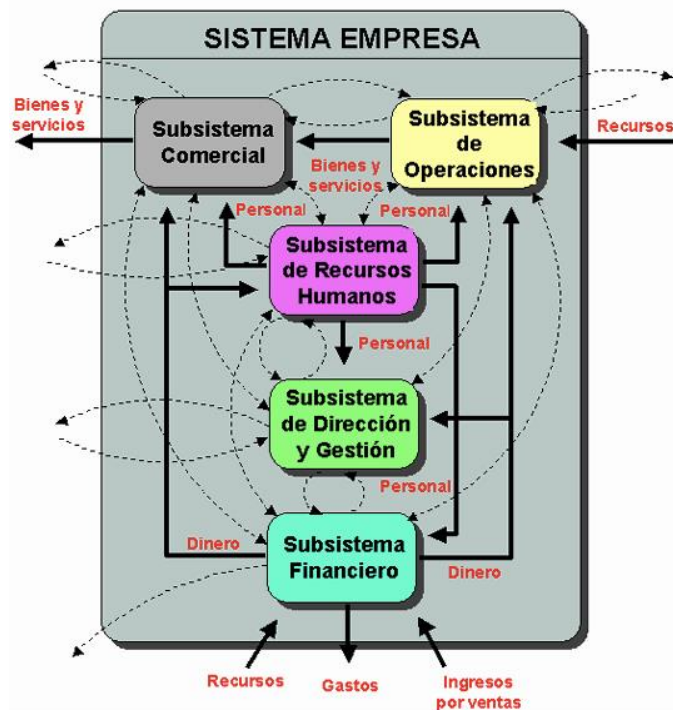 SISTEMA EMPRESA
Bienes y
servicios
Subsistema
Comercial
Subsistema
de
Operaciones
Recursos
Bienes y
servicios
Personal
Personal
Subsistema
de Recursos
Humanos
Personal
Subsistema
de Dirección
y Gestión
Personal
Dinero
Subsistema
Financiero
Dinero
Recursos
Gastos
Ingresos
por ventas